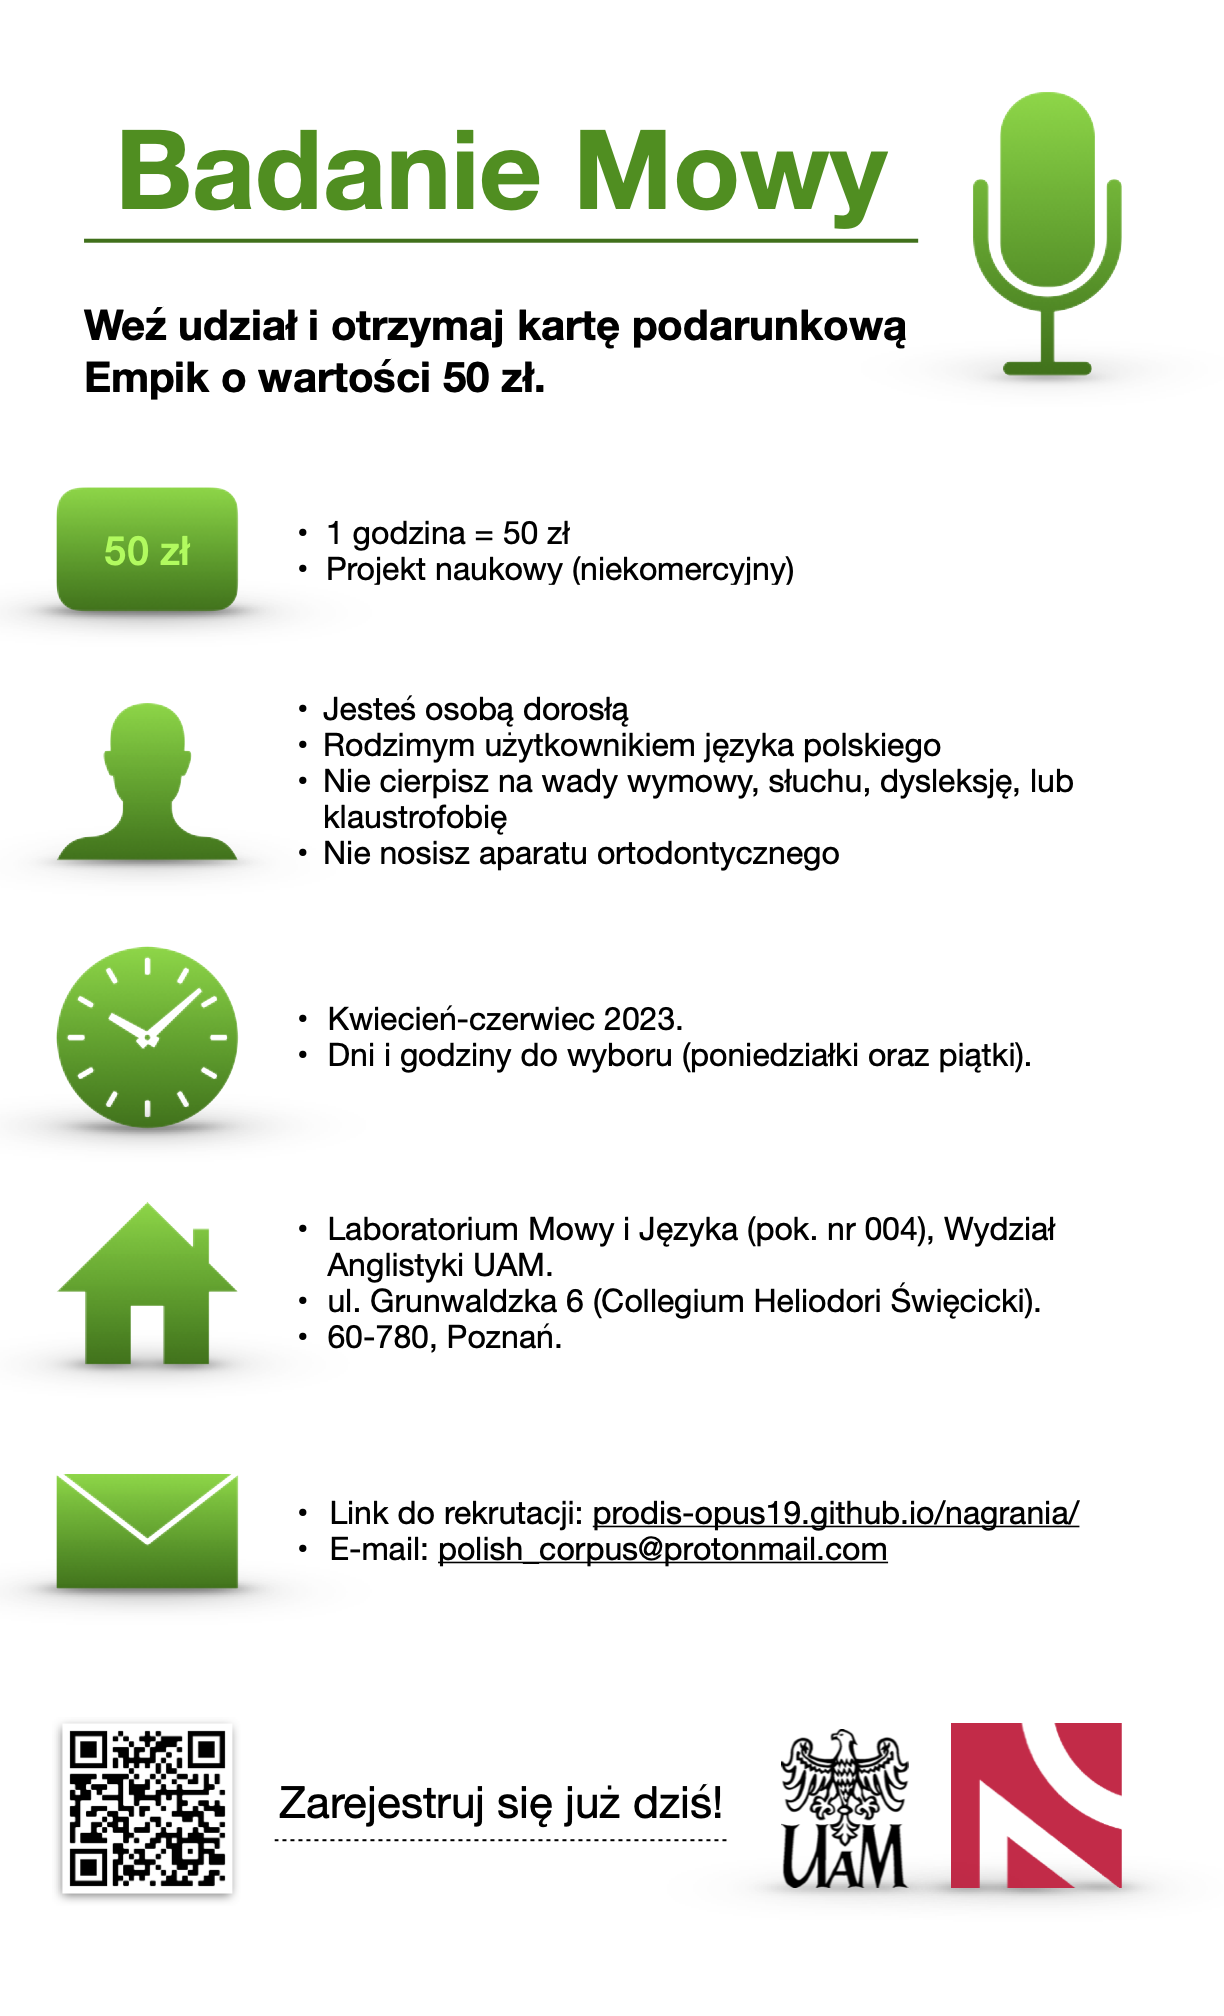 Badanie Mowy
Weź udział i otrzymaj kartę podarunkową
Empik o wartości 50 zł.
50 zł
• 1 godzina = 50 zł
• Projekt naukowy (niekomercyjny)
• Jesteś osobą dorosłą
• Rodzimym użytkownikiem języka polskiego
• Nie cierpisz na wady wymowy, słuchu, dysleksję, lub
klaustrofobię
• Nie nosisz aparatu ortodontycznego
• Kwiecień-czerwiec 2023.
• Dni i godziny do wyboru (poniedziałki oraz piątki).
• Laboratorium Mowy i Języka (pok. nr 004), Wydział
Anglistyki UAM.
• ul. Grunwaldzka 6 (Collegium Heliodori Święcicki).
• 60-780, Poznań.
• Link do rekrutacji: prodis-opus19.github.io/nagrania/
• E-mail: polish_corpus@protonmail.com
Zarejestruj się już dziś!
UAM